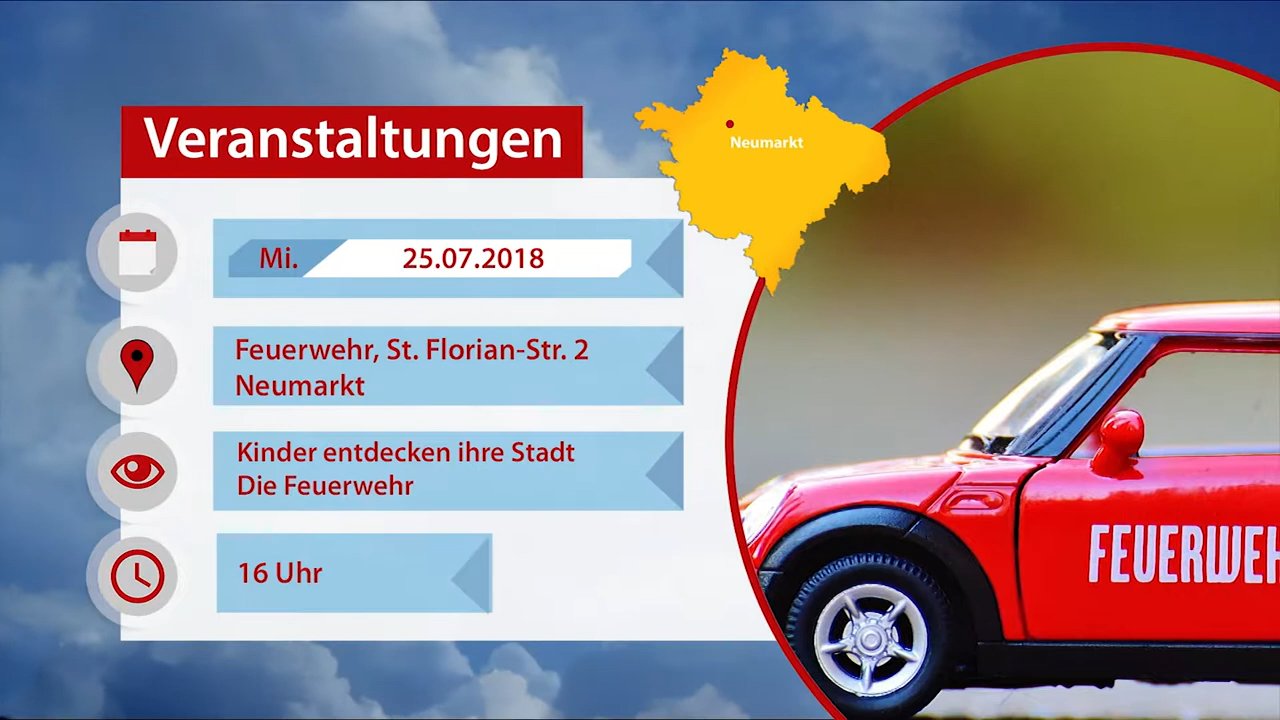 Veranstaltungen
Neumarkt
Mi. 25.07.2018
Feuerwehr, St. Florian-Str. 2
Neumarkt
Kinder entdecken ihre Stadt
Die Feuerwehr
16 Uhr
FEUERWEH